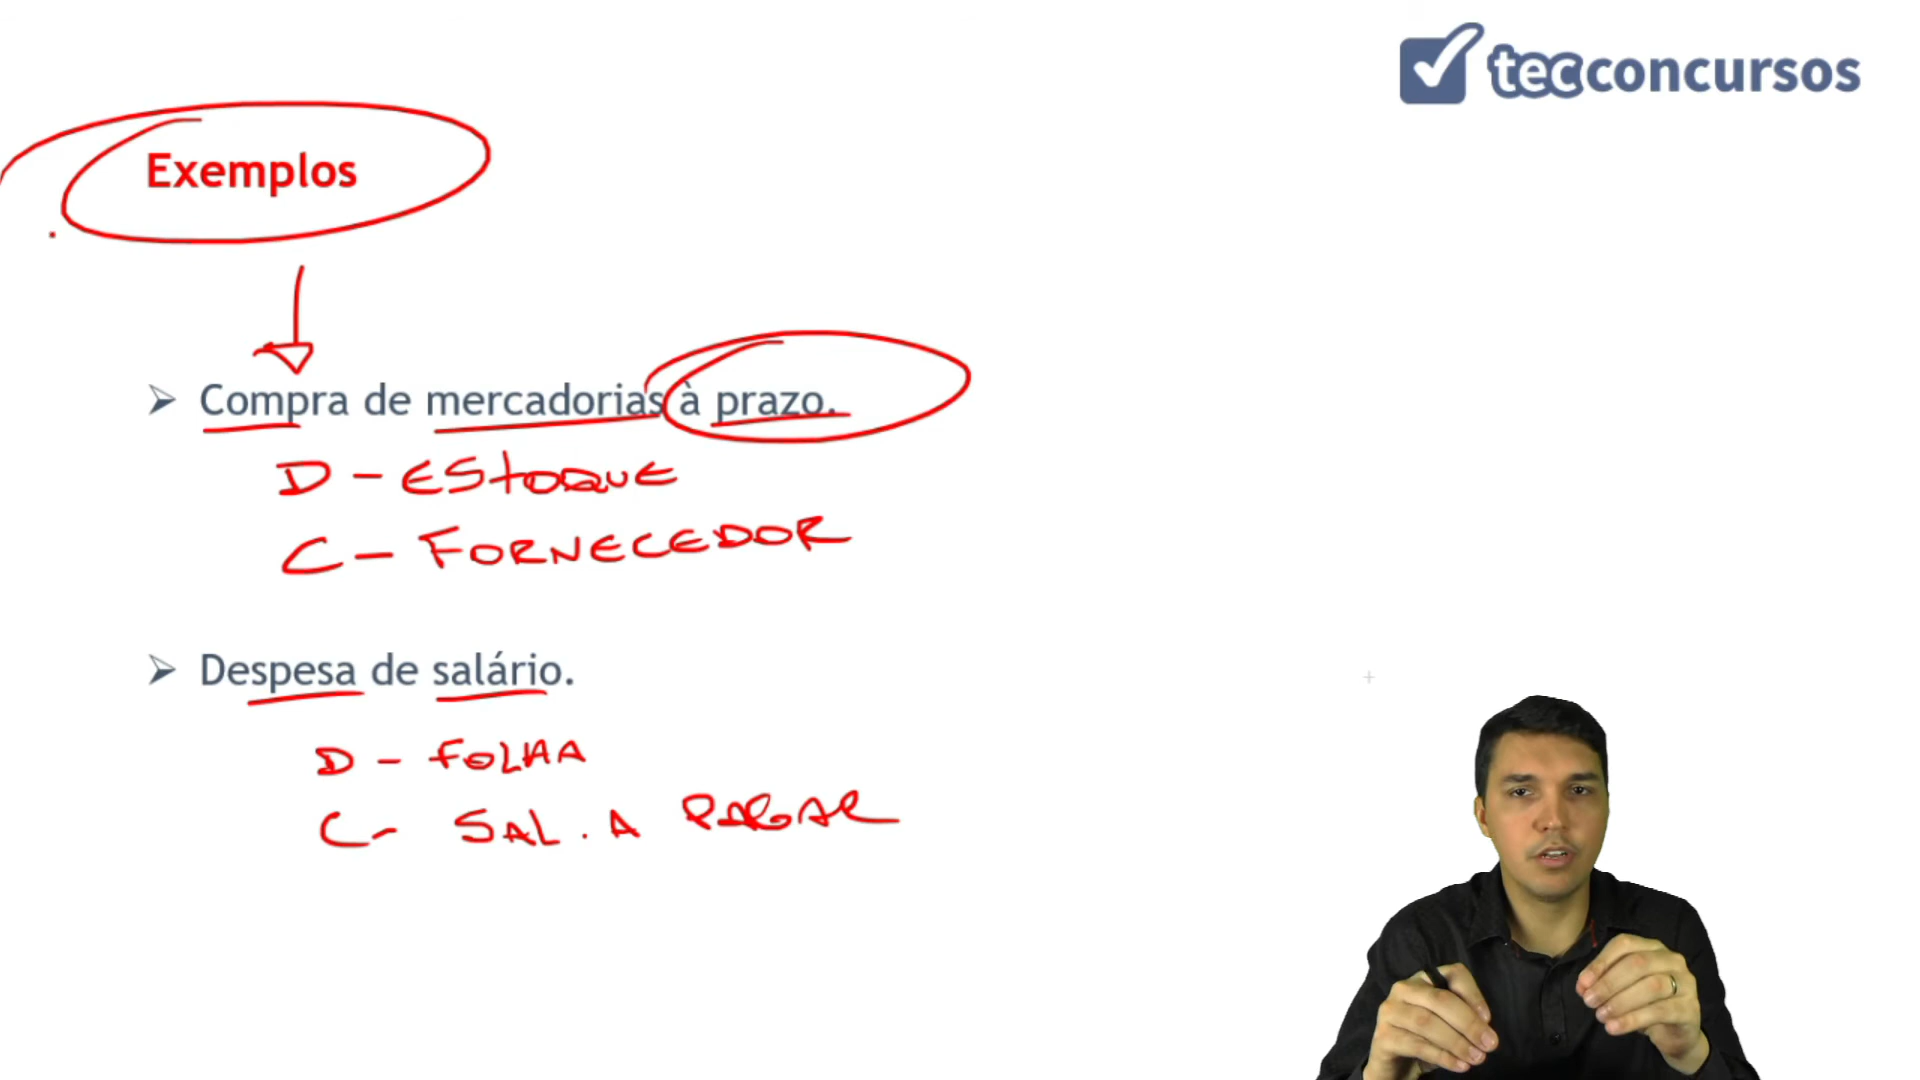 tecconcursos
Exemplos
Compra de mercadorias à prazo.
D - ESTOQUE
C - FORNECEDOR
Despesa de salário.
D - FOLHA
C - SAL. A PAGAR